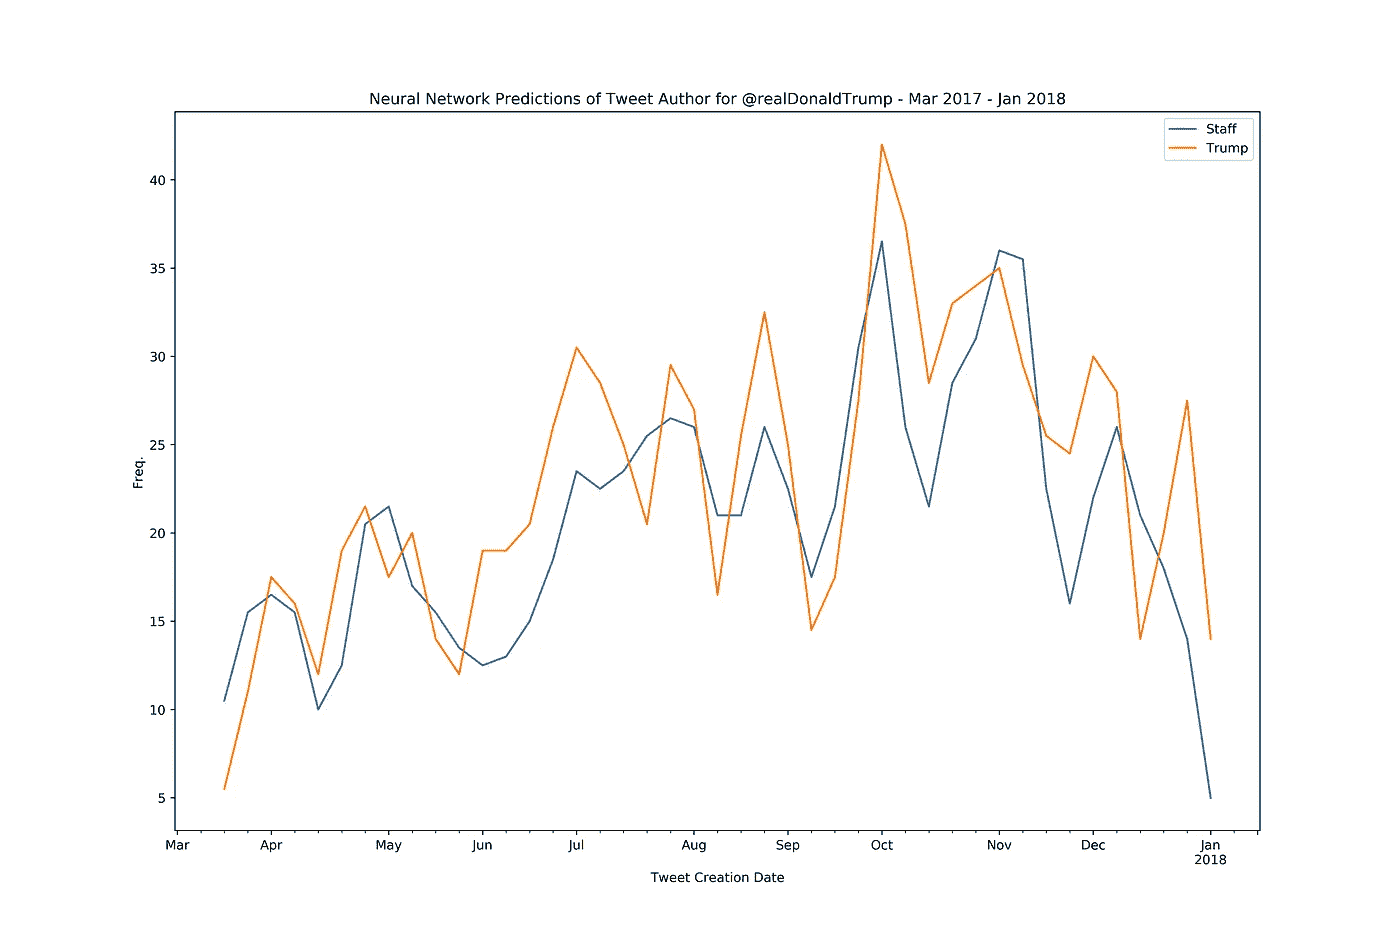 Neural Network Predictions of Tweet Author for @realDonaldTrump - Mar 2017 - Jan 2018
Staff
Trump
40
35
30
25
20
15
10
5
Freq.
Mar Apr May Jun Jul Aug Sep Oct Nov Dec Jan
2018
Tweet Creation Date